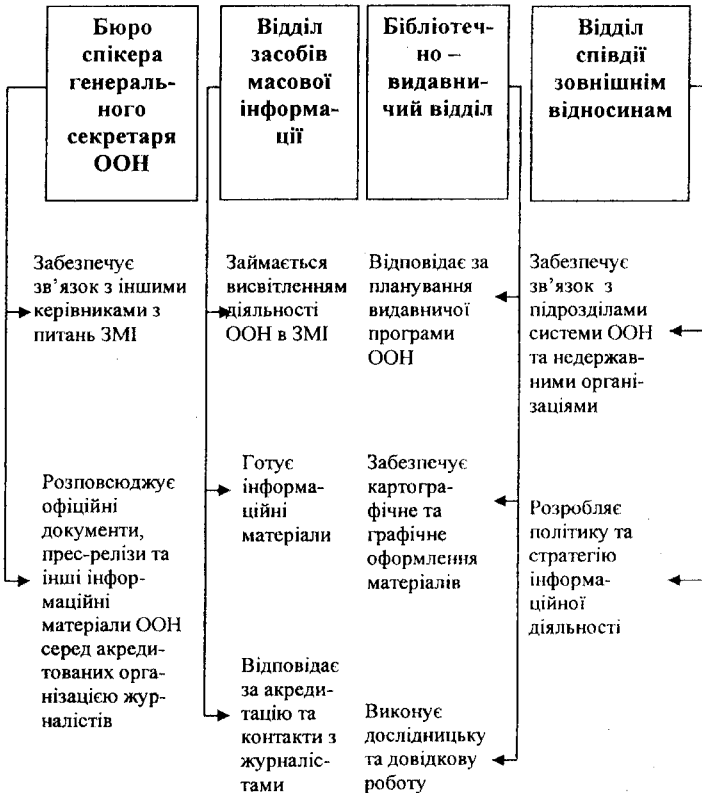 Бюро
спікера
генераль-
ного
секретаря
ООН
Відділ
засобів
масової
інформа-
ції
Бібліотеч-
но –
видавни-
чий відділ
Відділ
співдії
зовнішнім
відносинам
Забезпечує
зв’язок з іншими
керівниками з
питань ЗМІ
Розповсюджує
офіційні
документи,
прес-релізи та
інші інфор-
маційні
матеріали ООН
серед акреди-
тованих орга-
нізацією жур-
налістів
Займається
висвітленням
діяльності
ООН в ЗМІ
Готує
інформа-
ційні
матеріали
Відповідає
за акреди-
тацію та
контакти з
журналіс-
тами
Відповідає за
планування
видавничої
програми
ООН
Забезпечує
картогра-
фічне та
графічне
оформлення
матеріалів
Виконує
дослідницьку
та довідкову
роботу
Забезпечує
зв’язок з
підрозділами
системи ООН
та недержав-
ними органі-
заціями
Розробляє
політику та
стратегію
інформа-
ційної
діяльності